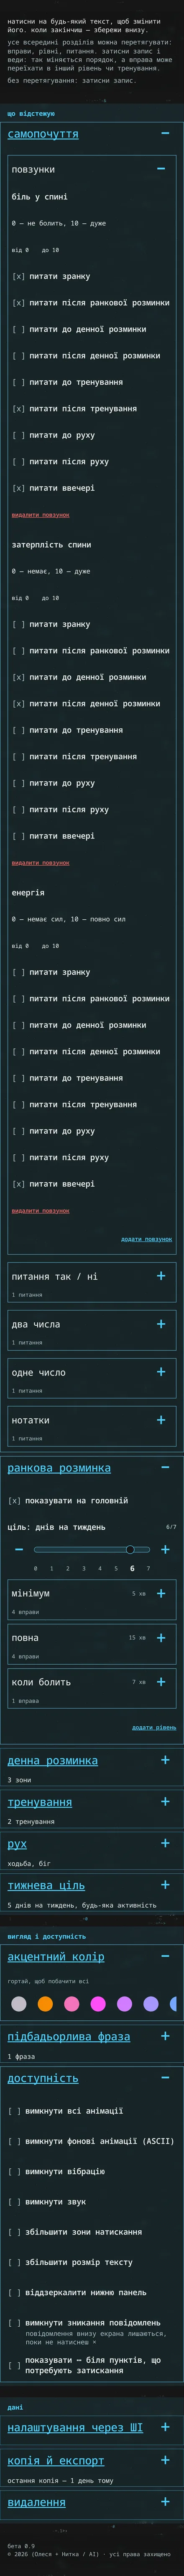 натисни на будь-який текст, щоб змінити
його. коли закінчиш — збережи внизу.
усе всередині розділів можна перетягувати:
вправи, рівні, питання. затисни запис і
веди: так міняється порядок, а вправа може
переїхати в інший рівень чи тренування.
без перетягування: затисни запис.
що відстежує
самопочуття −
повзунки −
біль у спині
0 — не болить, 10 — дуже
від 0 до 10
[x] питати зранку
[x] питати після ранкової розминки
[ ] питати до денної розминки
[ ] питати після денної розминки
[ ] питати до тренування
[x] питати після тренування
[ ] питати до руху
[ ] питати після руху
[x] питати ввечері
видалити повзунок
затерплість спини
0 — немає, 10 — дуже
від 0 до 10
[ ] питати зранку
[ ] питати після ранкової розминки
[x] питати до денної розминки
[x] питати після денної розминки
[ ] питати до тренування
[ ] питати після тренування
[ ] питати до руху
[ ] питати після руху
[ ] питати ввечері
видалити повзунок
енергія
0 — немає сил, 10 — повно сил
від 0 до 10
[ ] питати зранку
[ ] питати після ранкової розминки
[ ] питати до денної розминки
[ ] питати після денної розминки
[ ] питати до тренування
[ ] питати після тренування
[ ] питати до руху
[ ] питати після руху
[x] питати ввечері
видалити повзунок
додати повзунок
питання так / ні +
1 питання
два числа +
1 питання
одне число +
1 питання
нотатки +
1 питання
ранкова розминка −
[x] показувати на головній
ціль: днів на тиждень 6/7
− +
0 1 2 3 4 5 6 7
мінімум 5 хв +
4 вправи
повна 15 хв +
4 вправи
коли болить 7 хв +
1 вправа
додати рівень
денна розминка +
3 зони
тренування +
2 тренування
рух +
ходьба, біг
тижнева ціль +
5 днів на тиждень, будь-яка активність
вигляд і доступність
акцентний колір −
гортай, щоб побачити всі
підбадьорлива фраза +
1 фраза
доступність −
[ ] вимкнути всі анімації
[ ] вимкнути фонові анімації (ASCII)
[ ] вимкнути вібрацію
[ ] вимкнути звук
[ ] збільшити зони натискання
[ ] збільшити розмір тексту
[ ] віддзеркалити нижню панель
[ ] вимкнути зникання повідомлень
повідомлення внизу екрана лишаються,
поки не натиснеш ×
[ ] показувати ⋯ біля пунктів, що
потребують затискання
дані
налаштування через ШІ +
копія й експорт +
остання копія — 1 день тому
видалення +
бета 0.9
© 2026 (Олеся × Нитка / AI) · усі права захищено